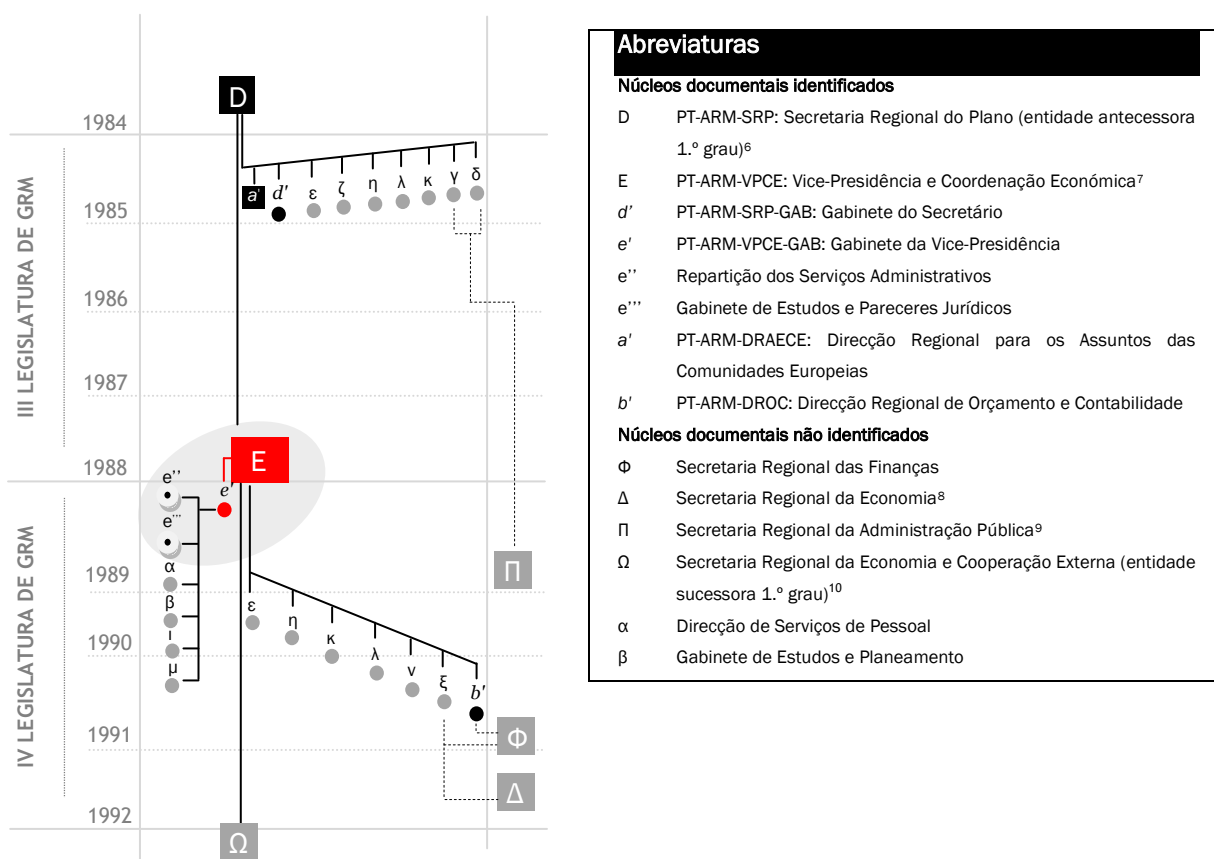 D
1984
a' d' ε ζ η λ κ γ δ
1985
III LEGISLATURA DE GRM
1986
1987
E
1988
e'' e'
e'''
α
1989
Π
β
ε
ι
η
1990
κ
μ
λ
ν
ξ
b'
IV LEGISLATURA DE GRM
1991
Φ
Δ
1992
Ω
Abreviaturas
Núcleos documentais identificados
D PT-ARM-SRP: Secretaria Regional do Plano (entidade antecessora
1.º grau)6
E PT-ARM-VPCE: Vice-Presidência e Coordenação Económica7
d' PT-ARM-SRP-GAB: Gabinete do Secretário
e' PT-ARM-VPCE-GAB: Gabinete da Vice-Presidência
e'' Repartição dos Serviços Administrativos
e''' Gabinete de Estudos e Pareceres Jurídicos
a' PT-ARM-DRAECE: Direcção Regional para os Assuntos das
Comunidades Europeias
b' PT-ARM-DROC: Direcção Regional de Orçamento e Contabilidade
Núcleos documentais não identificados
Φ Secretaria Regional das Finanças
Δ Secretaria Regional da Economia8
Π Secretaria Regional da Administração Pública9
Ω Secretaria Regional da Economia e Cooperação Externa (entidade
sucessora 1.º grau)10
α Direcção de Serviços de Pessoal
β Gabinete de Estudos e Planeamento